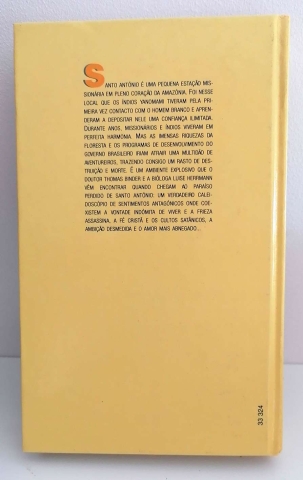 SANTO ANTÓNIO É UMA PEQUENA ESTAÇÃO MIS-
SIONÁRIA EM PLENO CORAÇÃO DA AMAZÓNIA. FOI NESSE
LOCAL QUE OS ÍNDIOS YANOMAMI TIVERAM PELA PRI-
MEIRA VEZ CONTACTO COM O HOMEM BRANCO E APREN-
DERAM A DEPOSITAR NELE UMA CONFIANÇA ILIMITADA.
DURANTE ANOS, MISSIONÁRIOS E ÍNDIOS VIVERAM EM
PERFEITA HARMONIA. MAS AS IMENSAS RIQUEZAS DA
FLORESTA E OS PROGRAMAS DE DESENVOLVIMENTO DO
GOVERNO BRASILEIRO IRIAM ATRAIR UMA MULTIDÃO DE
AVENTUREIROS, TRAZENDO CONSIGO UM RASTO DE DES-
TRUIÇÃO E MORTE. É UM AMBIENTE EXPLOSIVO QUE O
DOUTOR THOMAS BINDER E A BIÓLOGA LUISE HERRMANN
VÊM ENCONTRAR QUANDO CHEGAM AO PARAÍSO
PERDIDO DE SANTO ANTÓNIO: UM VERDADEIRO CALEI-
DOSCÓPIO DE SENTIMENTOS ANTAGÓNICOS ONDE COE-
XISTEM A VONTADE INDÓMITA DE VIVER E A FRIEZA
ASSASSINA, A FÉ CRISTÃ E OS CULTOS SATÂNICOS, A
AMBIÇÃO DESMEDIDA E O AMOR MAIS ABNEGADO...
33 324